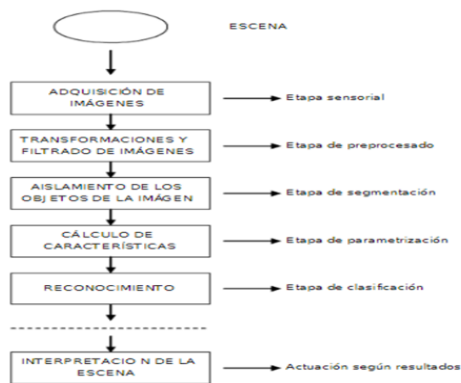 ESCENA
ADQUISICIÓN DE
IMÁGENES
Etapa sensorial
TRANSFORMACIONES Y
FILTRADO DE IMÁGENES
Etapa de preprocesado
AISLAMIENTO DE LOS
OBJETOS DE LA IMÁGEN
Etapa de segmentación
CÁLCULO DE
CARACTERÍSTICAS
Etapa de parametrización
RECONOCIMIENTO
Etapa de clasificación
INTERPRETACIO N DE LA
ESCENA
Actuación según resultados